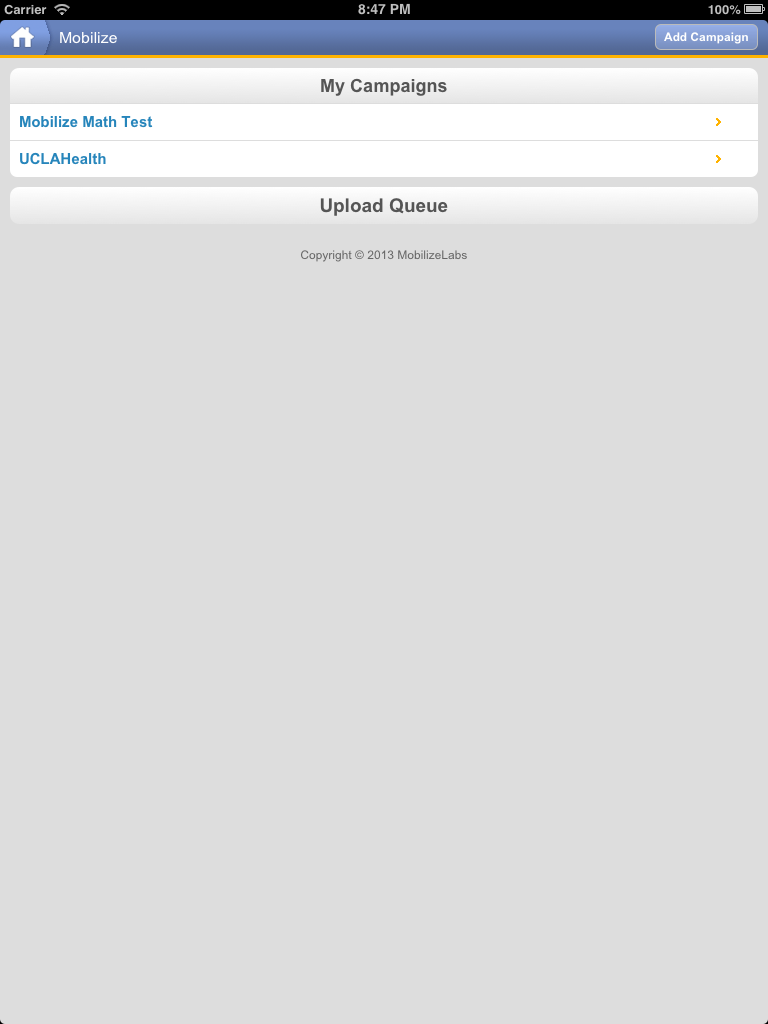 Carrier 8:47 PM 100%
Mobilize Add Campaign
My Campaigns
Mobilize Math Test
UCLAHealth
Upload Queue
Copyright © 2013 MobilizeLabs